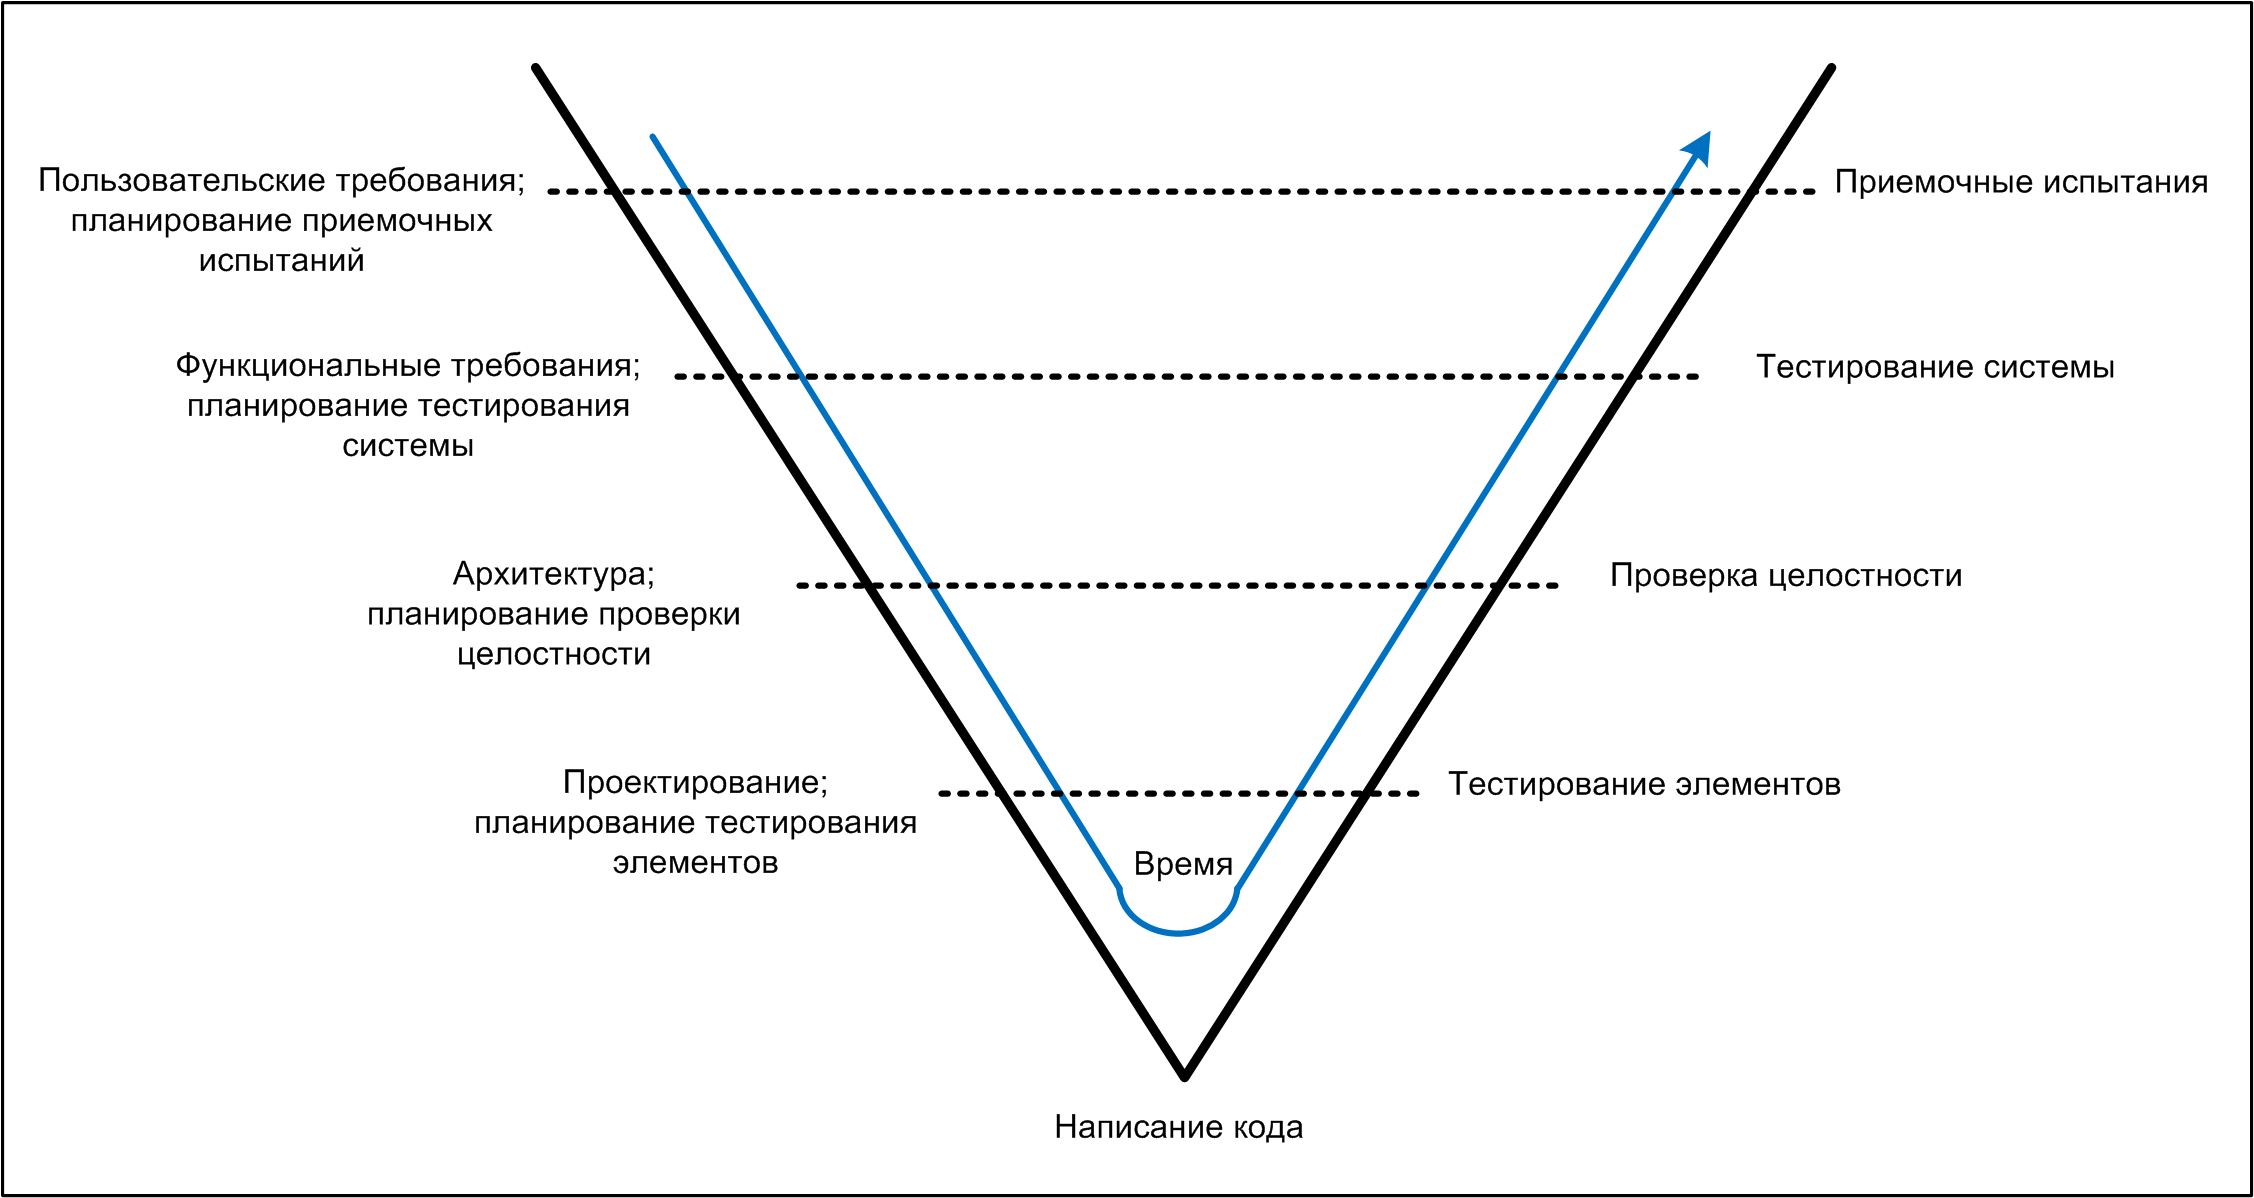 Пользовательские требования;
планирование приемочных
испытаний
Приемочные испытания
Функциональные требования;
планирование тестирования
системы
Тестирование системы
Архитектура;
планирование проверки
целостности
Проверка целостности
Проектирование;
планирование тестирования
элементов
Тестирование элементов
Время
Написание кода